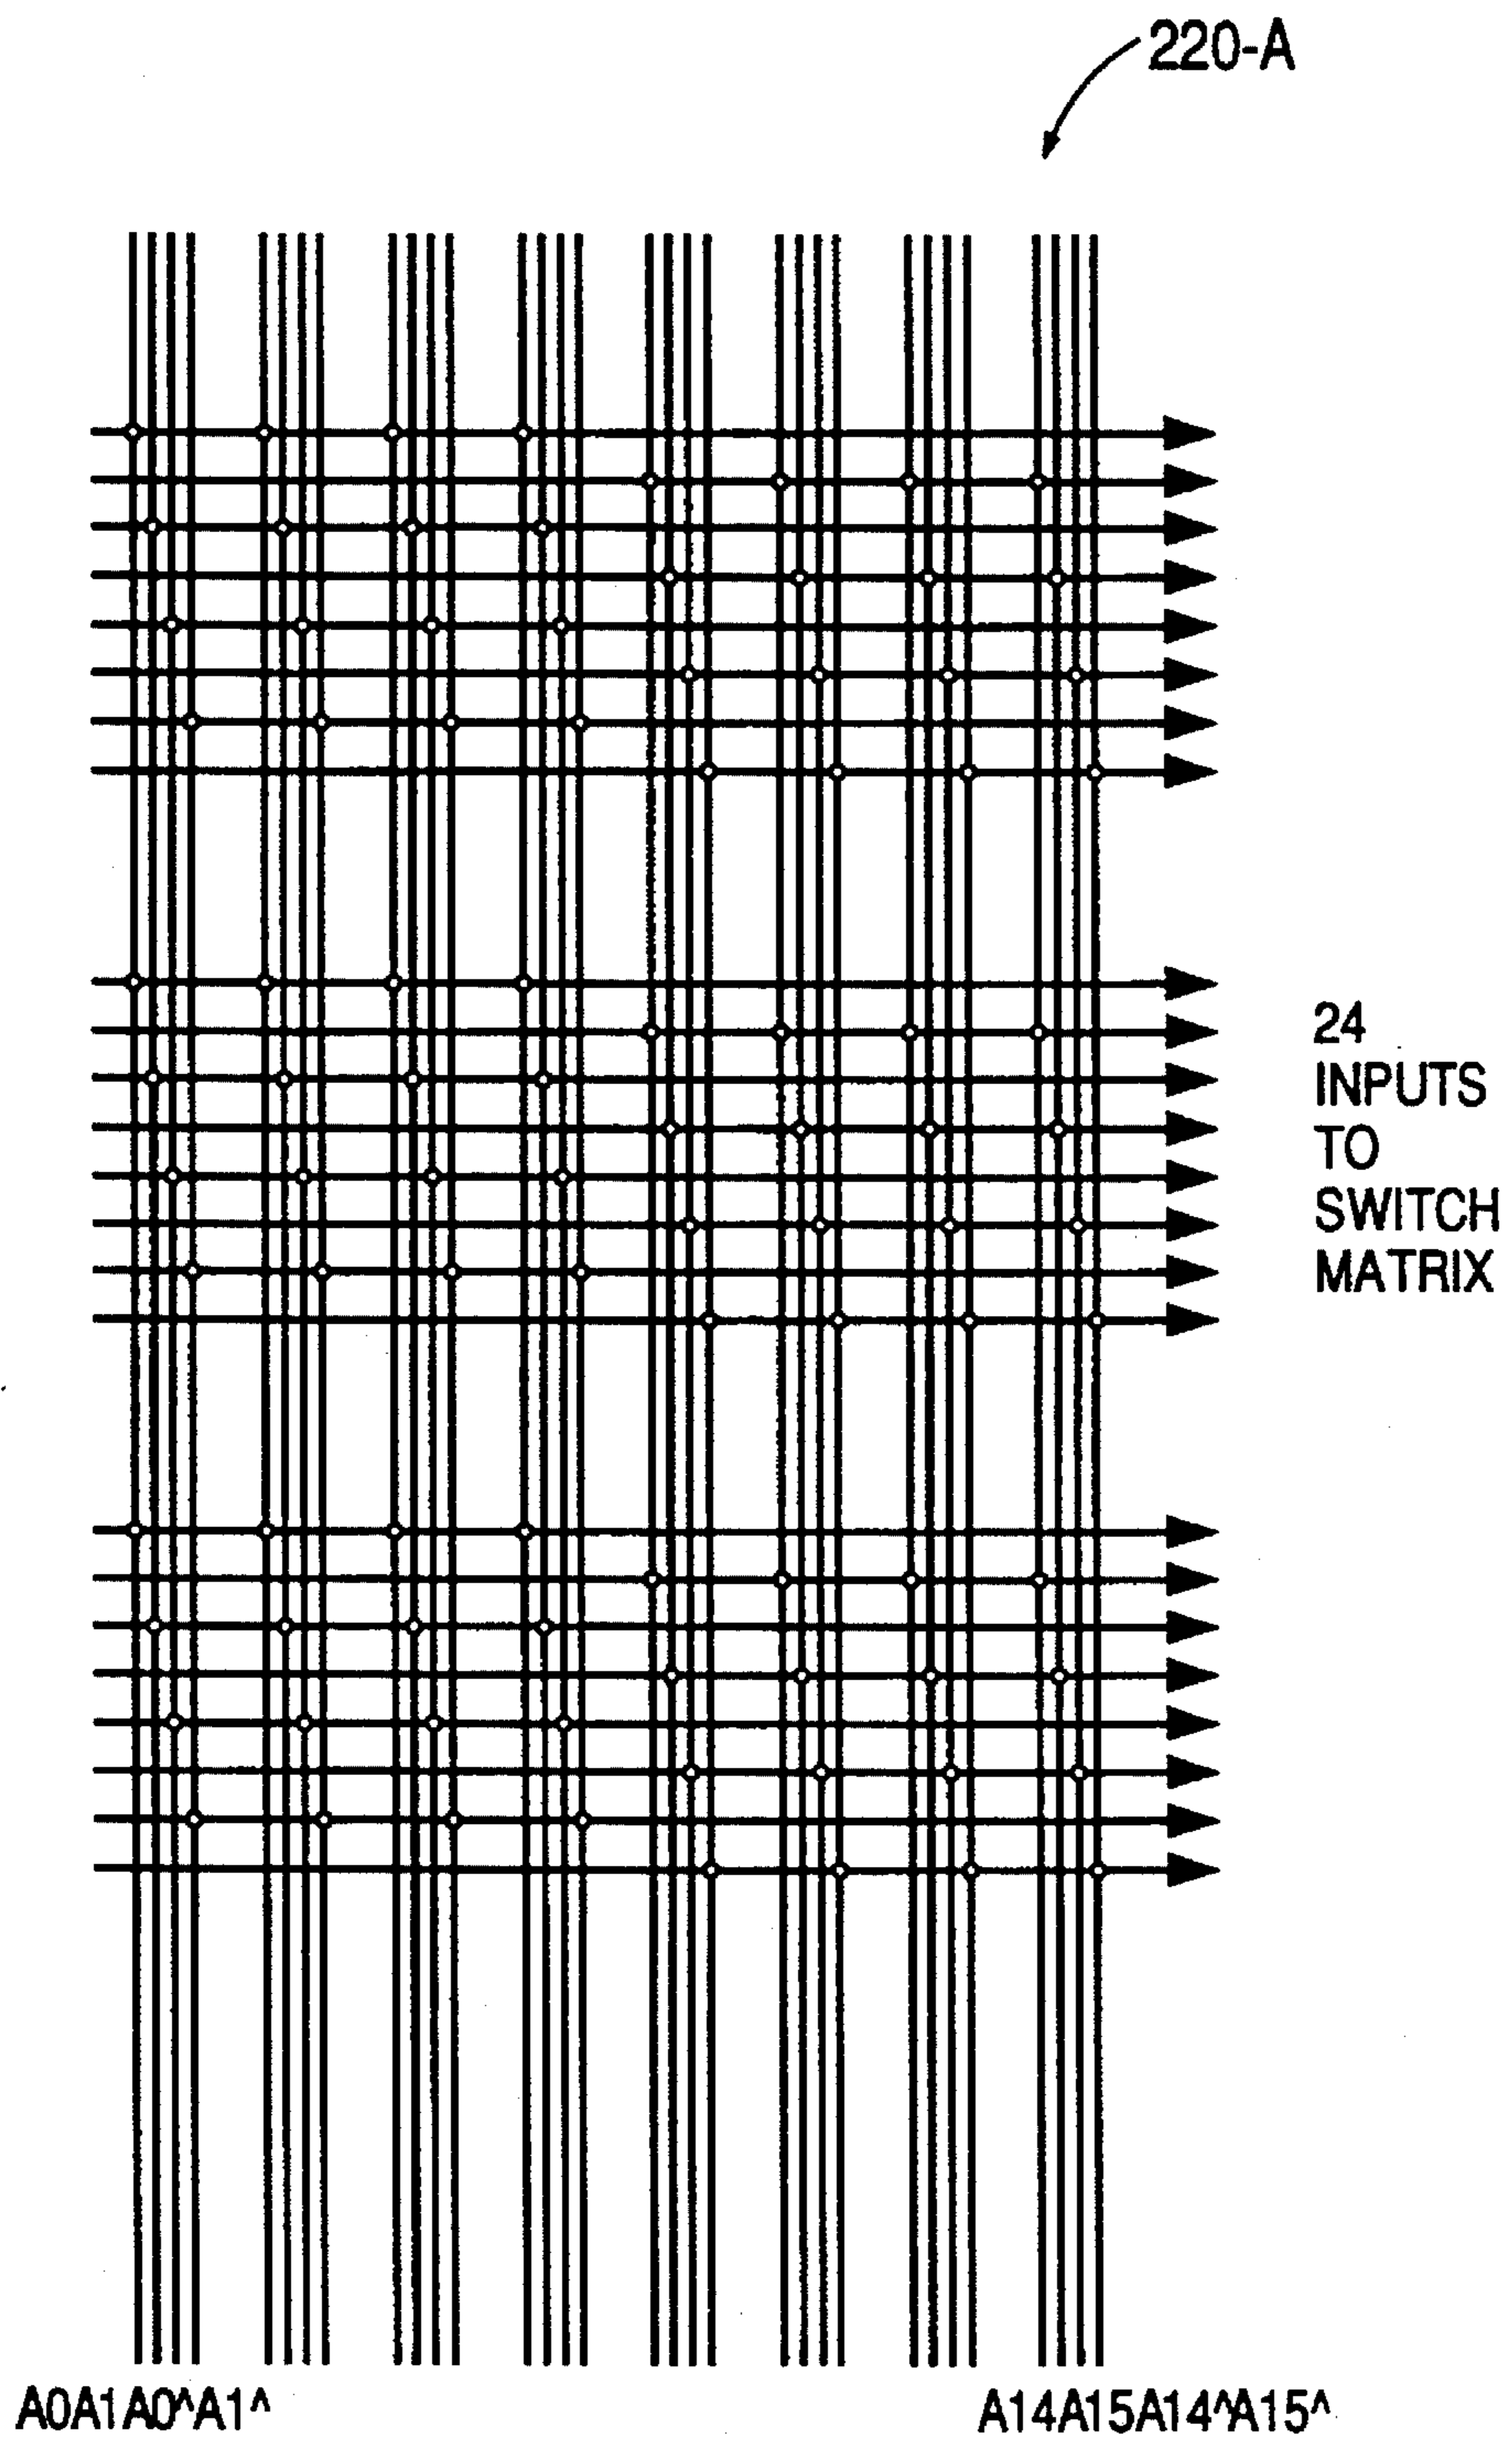 220-A
24
INPUTS
TO
SWITCH
MATRIX
A0A1A0^A1^
A14A15A14^A15^